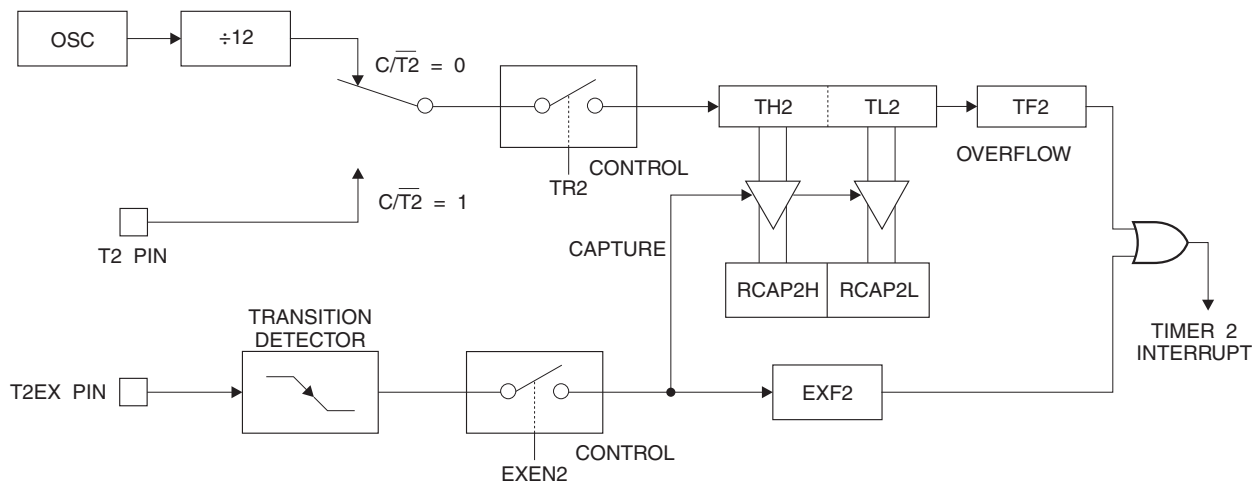 OSC
÷12
C/T2̅ = 0
TH2
TL2
TF2
OVERFLOW
CONTROL
TR2
C/T2̅ = 1
T2 PIN
CAPTURE
RCAP2H
RCAP2L
TRANSITION
DETECTOR
TIMER 2
INTERRUPT
T2EX PIN
EXF2
CONTROL
EXEN2